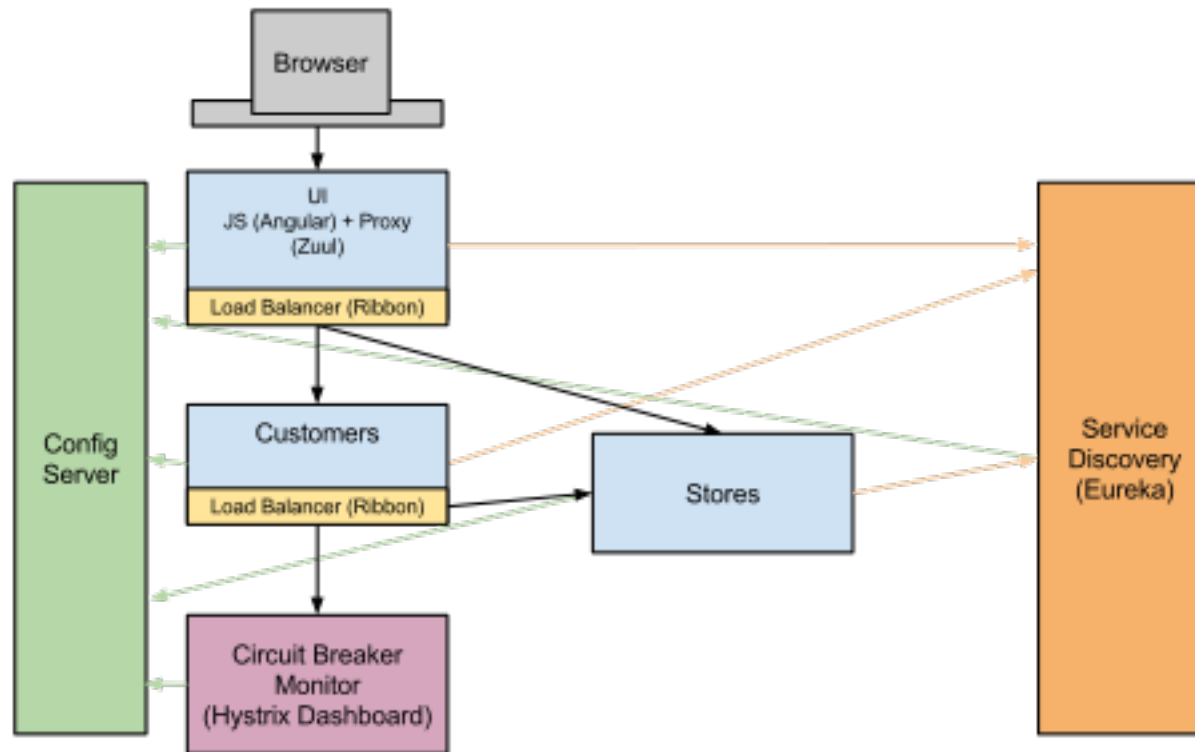 Browser
UI
JS (Angular) + Proxy
(Zuul)
Load Balancer (Ribbon)
Config
Server
Customers
Load Balancer (Ribbon)
Stores
Service
Discovery
(Eureka)
Circuit Breaker
Monitor
(Hystrix Dashboard)